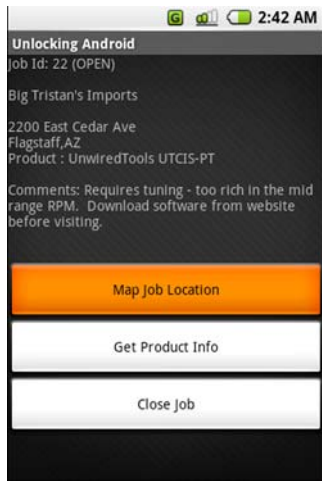 G 2:42 AM
Unlocking Android
Job Id: 22 (OPEN)
Big Tristan's Imports
2200 East Cedar Ave
Flagstaff,AZ
Product : UnwiredTools UTCIS-PT
Comments: Requires tuning - too rich in the mid
range RPM.  Download software from website
before visiting.
Map Job Location
Get Product Info
Close Job